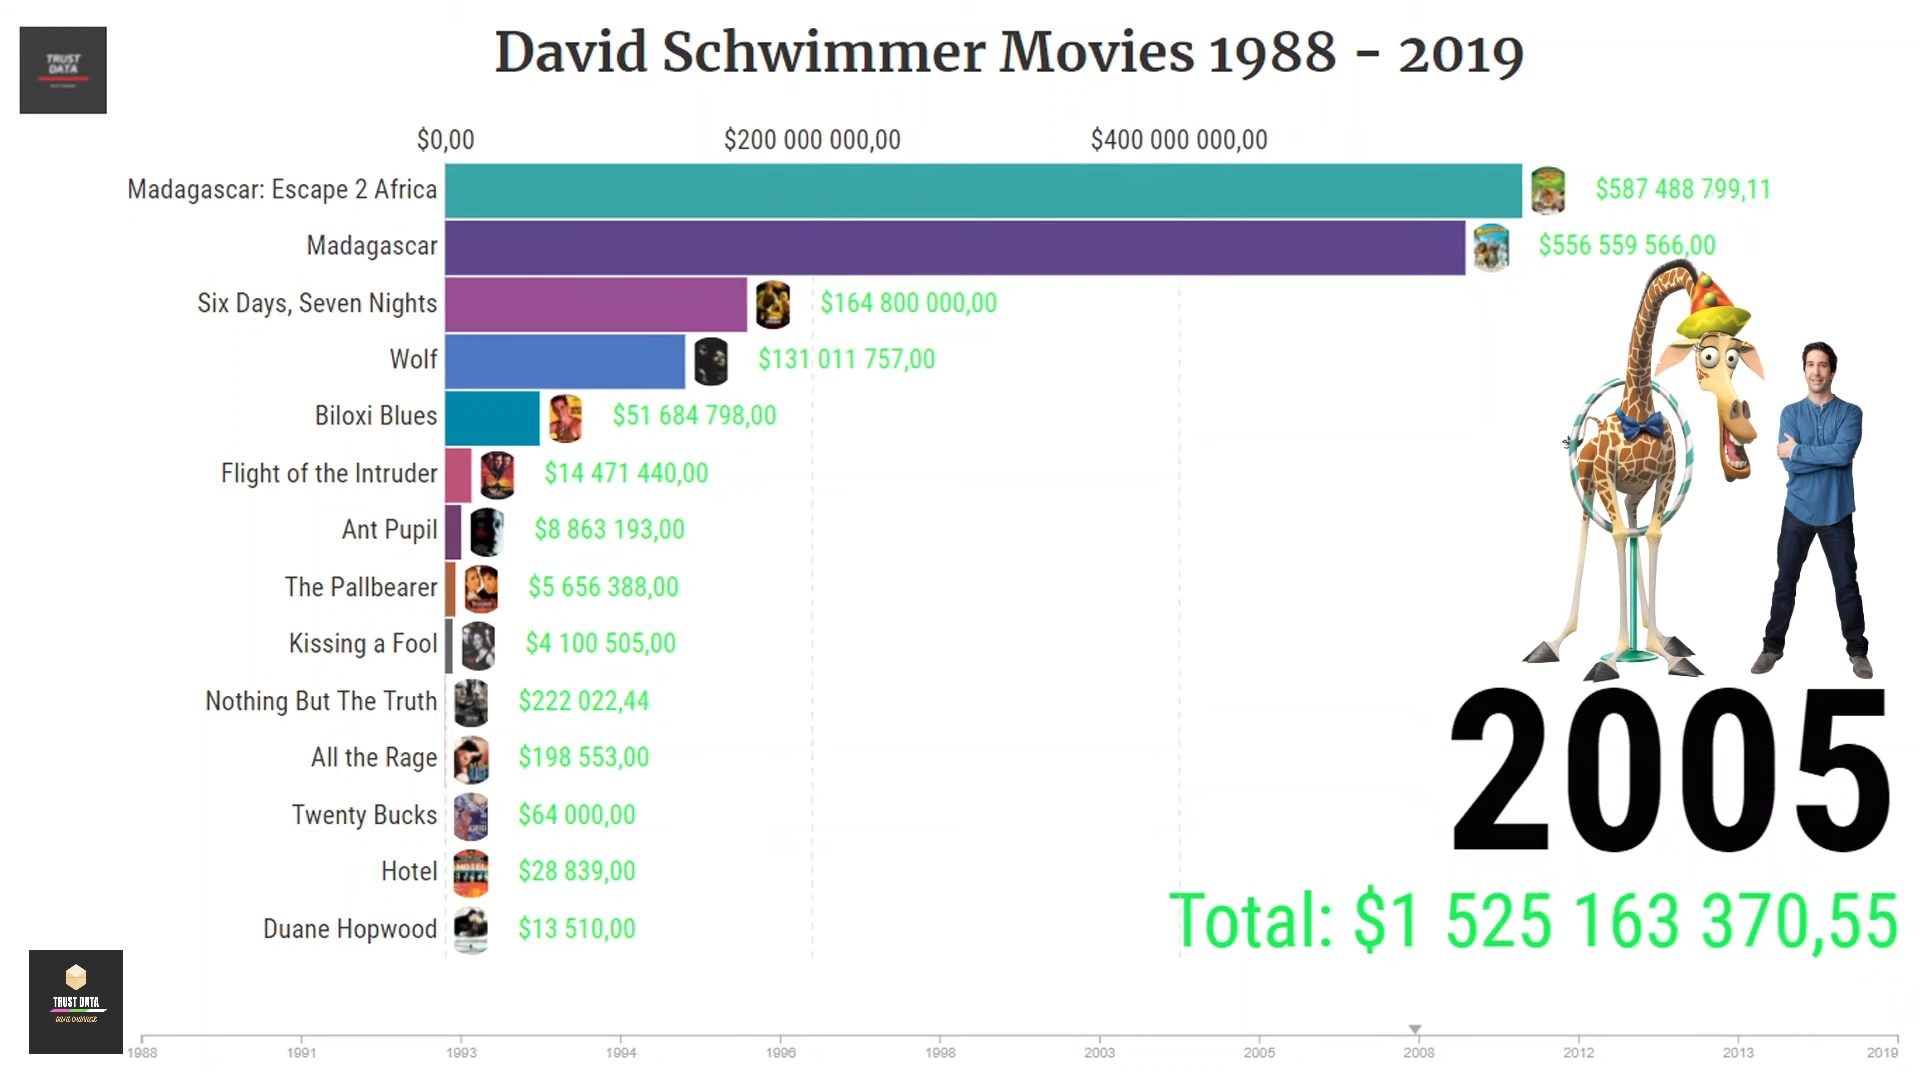 TRUST
DATA
David Schwimmer Movies 1988 - 2019
$0,00 $200 000 000,00 $400 000 000,00
Madagascar: Escape 2 Africa $587 488 799,11
Madagascar $556 559 566,00
Six Days, Seven Nights $164 800 000,00
Wolf $131 011 757,00
Biloxi Blues $51 684 798,00
Flight of the Intruder $14 471 440,00
Ant Pupil $8 863 193,00
The Pallbearer $5 656 388,00
Kissing a Fool $4 100 505,00
Nothing But The Truth $222 022,44
All the Rage $198 553,00
Twenty Bucks $64 000,00
Hotel $28 839,00
Duane Hopwood $13 510,00
2005
Total: $1 525 163 370,55
TRUST DATA
1988 1991 1993 1994 1996 1998 2003 2005 2008 2012 2013 2019